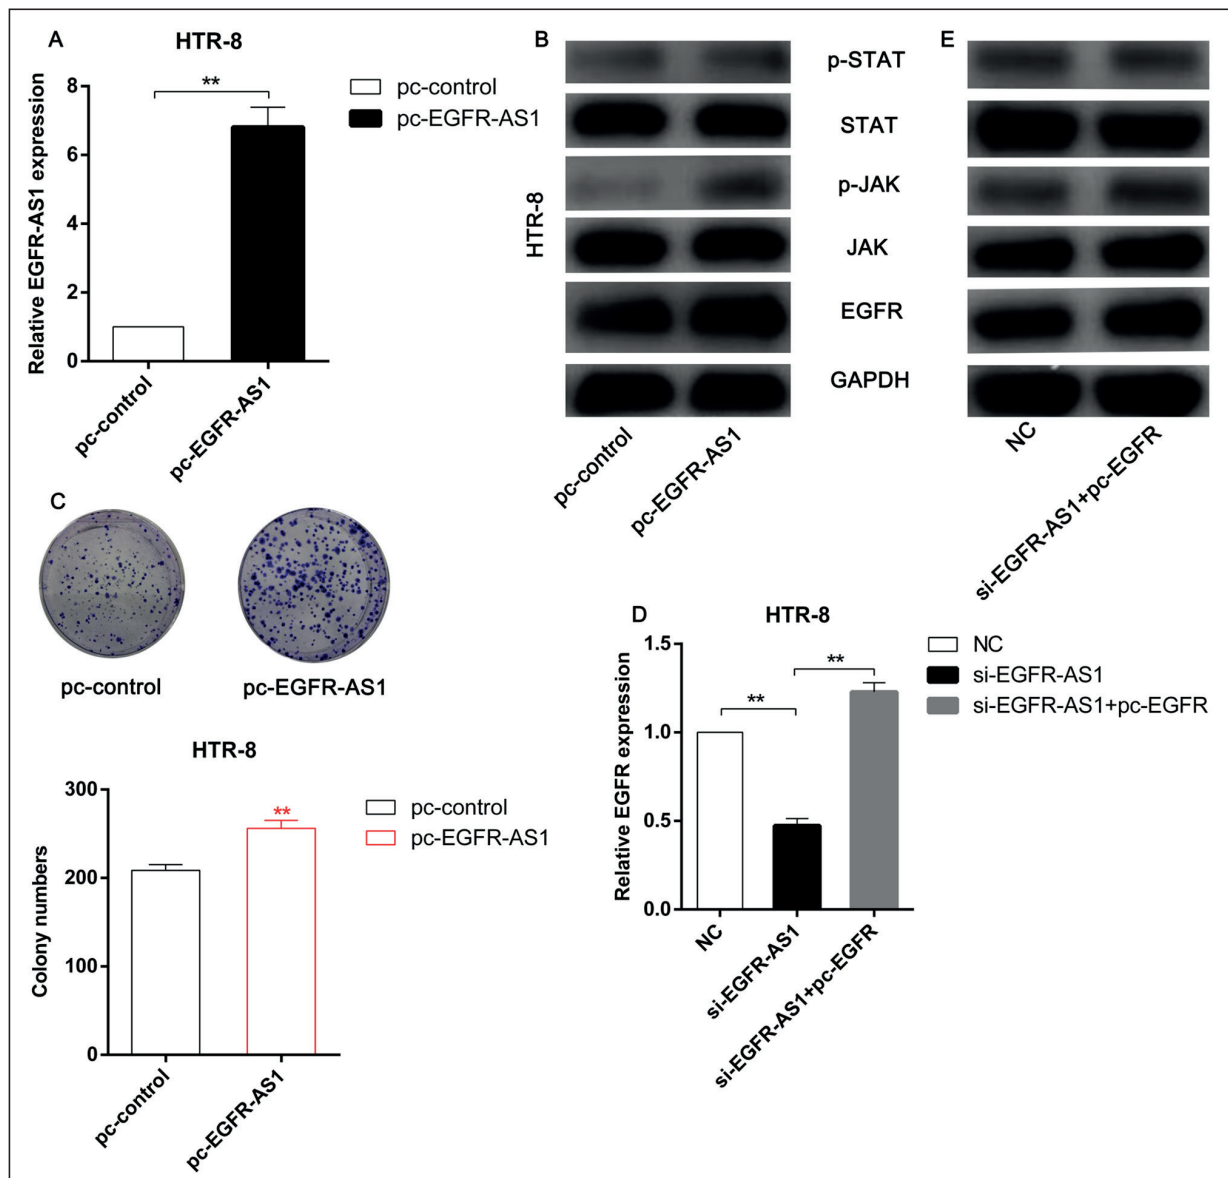 A
HTR-8
Relative EGFR-AS1 expression
8
6
4
2
0
**
pc-control
pc-EGFR-AS1
pc-control
pc-EGFR-AS1
B
HTR-8
p-STAT
STAT
p-JAK
JAK
EGFR
GAPDH
pc-control
pc-EGFR-AS1
E
NC
si-EGFR-AS1+pc-EGFR
C
pc-control
pc-EGFR-AS1
HTR-8
Colony numbers
300
200
100
0
**
pc-control
pc-EGFR-AS1
pc-control
pc-EGFR-AS1
D
HTR-8
Relative EGFR expression
1.5
1.0
0.5
0.0
**
**
NC
si-EGFR-AS1
si-EGFR-AS1+pc-EGFR
NC
si-EGFR-AS1
si-EGFR-AS1+pc-EGFR